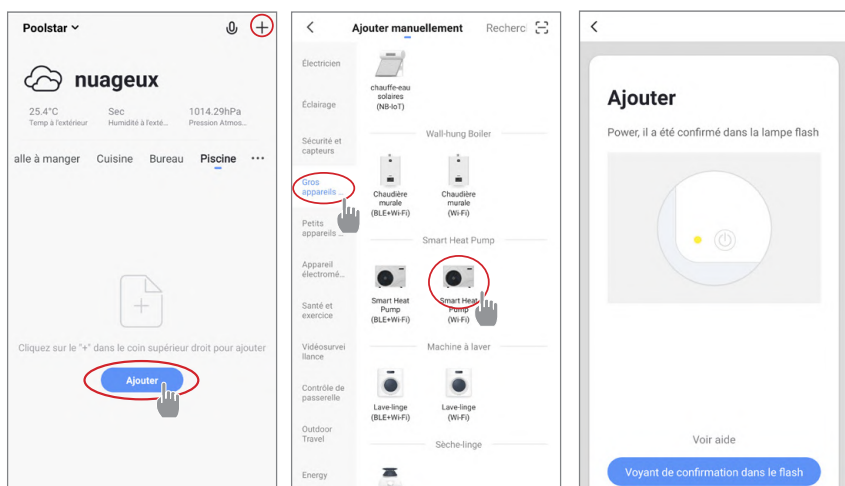 Poolstar
nuageux
25.4°C Sec 1014.29hPa
Temp à l'extérieur Humidité à l'exté... Pression Atmos...
alle à manger Cuisine Bureau Piscine ...
Cliquez sur le "+" dans le coin supérieur droit pour ajouter
Ajouter
Ajouter manuellement Recherc
Électricien
Éclairage
Sécurité et
capteurs
Gros
appareils ...
Petits
appareils ...
Appareil
électromé...
Santé et
exercice
Vidéosurvei
llance
Contrôle de
passerelle
Outdoor
Travel
Energy
chauffe-eau
solaires
(NB-IoT)
Wall-hung Boiler
Chaudière
murale
(BLE+Wi-Fi)
Chaudière
murale
(Wi-Fi)
Smart Heat Pump
Smart Heat
Pump
(BLE+Wi-Fi)
Smart Heat
Pump
(Wi-Fi)
Machine à laver
Lave-linge
(BLE+Wi-Fi)
Lave-linge
(Wi-Fi)
Sèche-linge
Ajouter
Power, il a été confirmé dans la lampe flash
Voir aide
Voyant de confirmation dans le flash